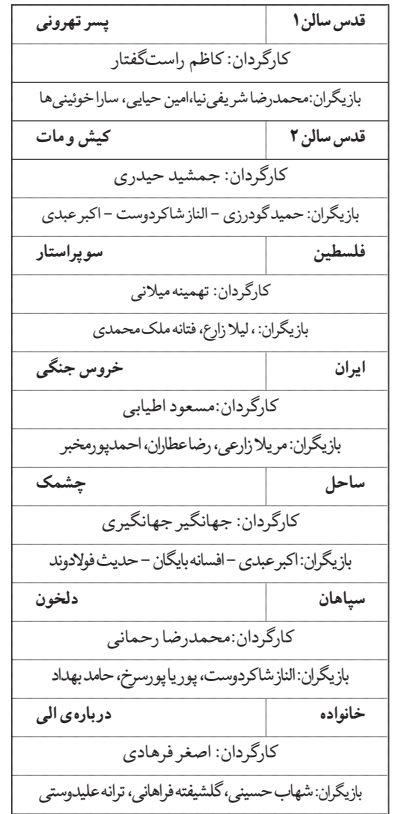 قدس سالن ۱ پسر تهرونی
کارگردان: کاظم راست‌گفتار
بازیگران:محمدرضا شریفی‌نیا،امین حیایی، سارا خوئینی‌ها
قدس سالن ۲ کیش و مات
کارگردان: جمشید حیدری
بازیگران: حمید گودرزی - الناز شاکردوست - اکبر عبدی
فلسطین سوپراستار
کارگردان: تهمینه میلانی
بازیگران: ، لیلا زارع، فتانه ملک‌محمدی
ایران خروس جنگی
کارگردان:مسعود اطیابی
بازیگران: مریلا زارعی، رضا عطاران، احمد پورمخبر
ساحل چشمک
کارگردان: جهانگیر جهانگیری
بازیگران: اکبر عبدی - افسانه بایگان - حدیث فولادوند
سپاهان دلخون
کارگردان:محمدرضا رحمانی
بازیگران: الناز شاکردوست، پوریا پورسرخ، حامد بهداد
خانواده درباره‌ی الی
کارگردان: اصغر فرهادی
بازیگران: شهاب حسینی، گلشیفته فراهانی، ترانه علیدوستی